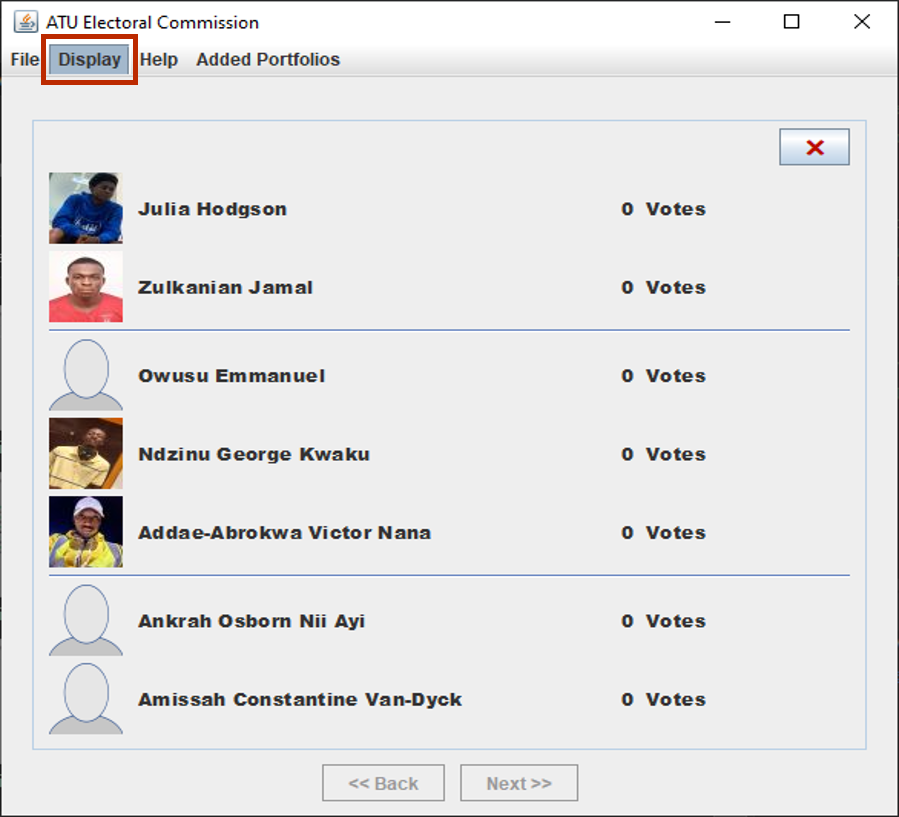 ATU Electoral Commission
File Display Help Added Portfolios
Julia Hodgson 0 Votes
Zulkanian Jamal 0 Votes
Owusu Emmanuel 0 Votes
Ndzinu George Kwaku 0 Votes
Addae-Abrokwa Victor Nana 0 Votes
Ankrah Osborn Nii Ayi 0 Votes
Amissah Constantine Van-Dyck 0 Votes
<< Back Next >>